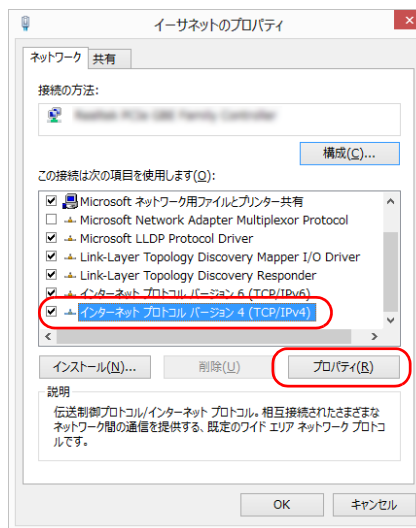 イーサネットのプロパティ
ネットワーク 共有
接続の方法:
構成(C)...
この接続は次の項目を使用します(O):
Microsoft ネットワーク用ファイルとプリンター共有
Microsoft Network Adapter Multiplexor Protocol
Microsoft LLDP Protocol Driver
Link-Layer Topology Discovery Mapper I/O Driver
Link-Layer Topology Discovery Responder
インターネット プロトコル バージョン 6 (TCP/IPv6)
インターネット プロトコル バージョン 4 (TCP/IPv4)
インストール(N)... 削除(U) プロパティ(R)
説明
伝送制御プロトコル/インターネット プロトコル。相互接続されたさまざまな
ネットワーク間の通信を提供する、既定のワイド エリア ネットワーク プロトコ
ルです。
OK キャンセル